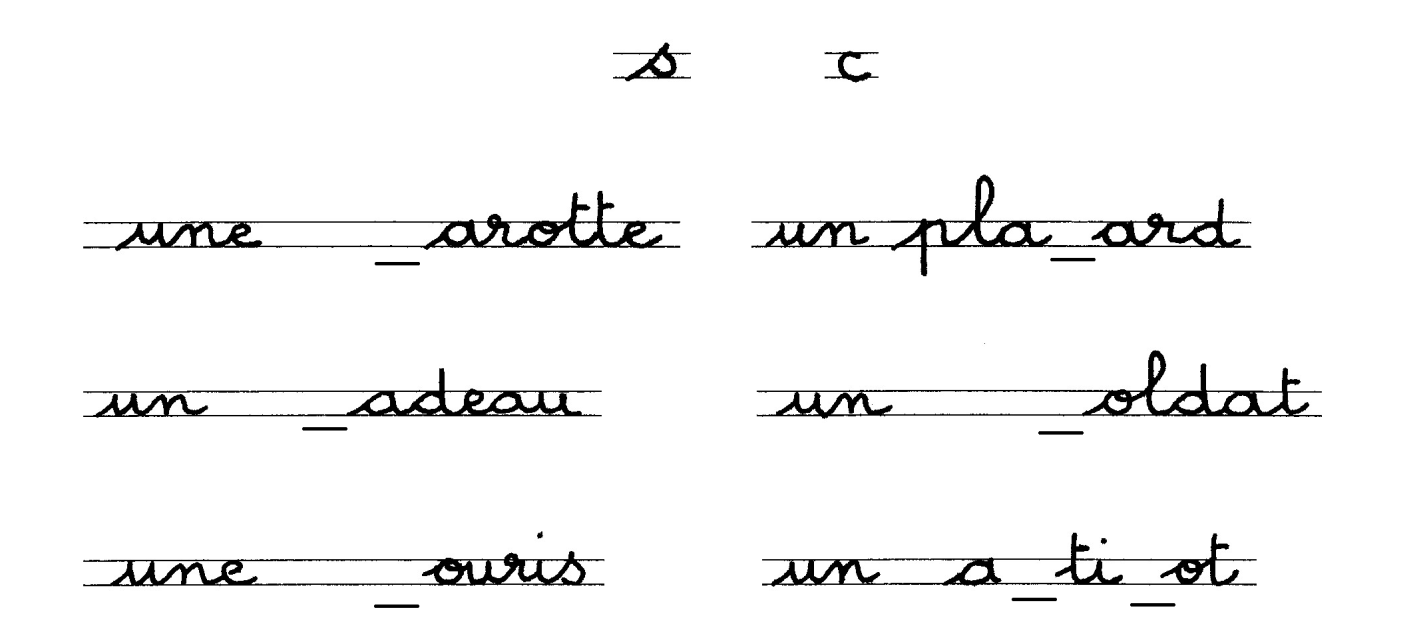 s c
une _arotte un pla_ard
un _adeau un _oldat
une _ouris un a_ti_ot